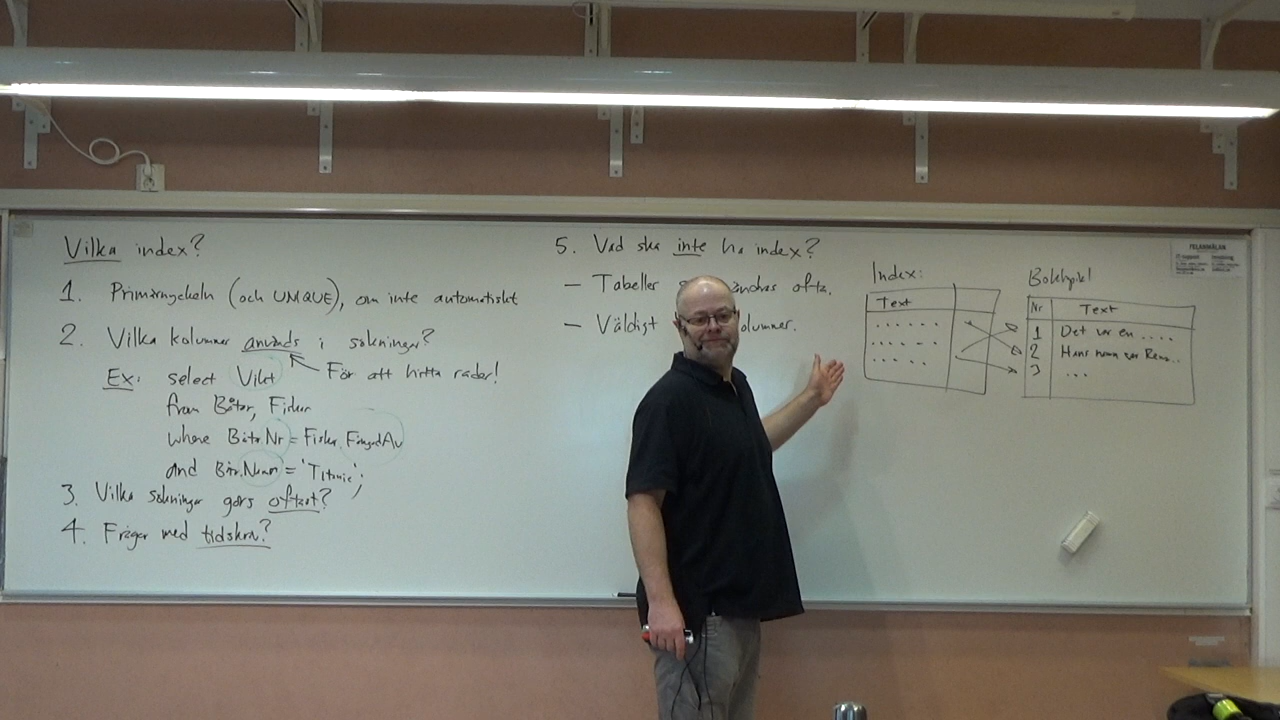 Vilka index?
1. Primärnyckeln (och UNIQUE), om inte automatiskt
2. Vilka kolumner används i sökningar?
För att hitta rader!
Ex: select Vikt
from Båtar, Fiskar
where Båtar.Nr = Fiskar.FångadAv
and Båtar.Namn = 'Titanic';
3. Vilka sökningar görs oftast?
4. Frågor med tidskrav?
5. Vad ska inte ha index?
– Tabeller ändras ofta.
– Väldigt
Index:
Text
Nr Text
1 Det var en ....
2 Hans namn var
3 ...
FELANMÄLAN
IT-support